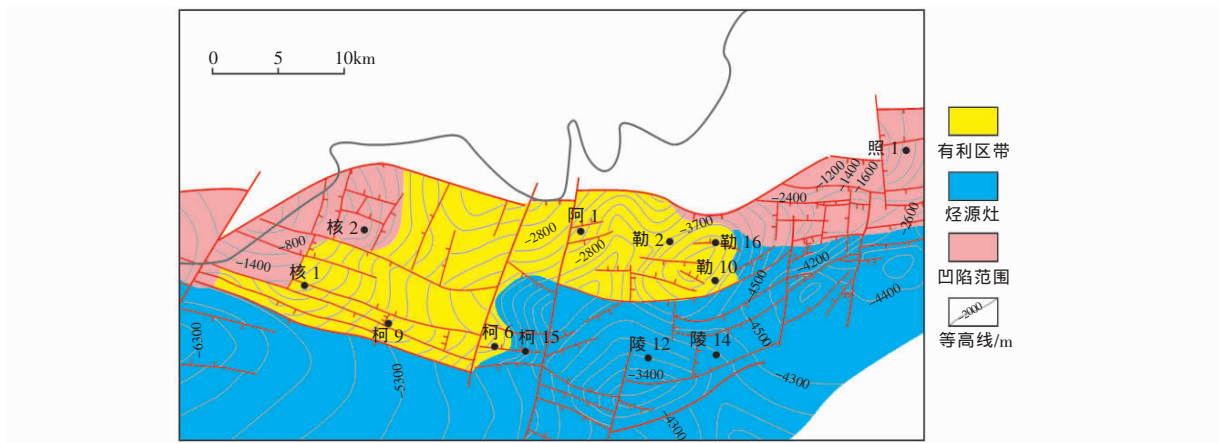 0 5 10km
照 1
-1200
-1400
-1600
-2400
-2600
核 2
阿 1
-3700
-2800
勒 2
勒 16
-800
-2800
-4200
-1400
核 1
勒 10
-4500
-4400
柯 9
柯 6
柯 15
陵 12
陵 14
-4500
-6300
-5300
-3400
-4300
-4300
有利区带
烃源灶
凹陷范围
-2000
等高线/m